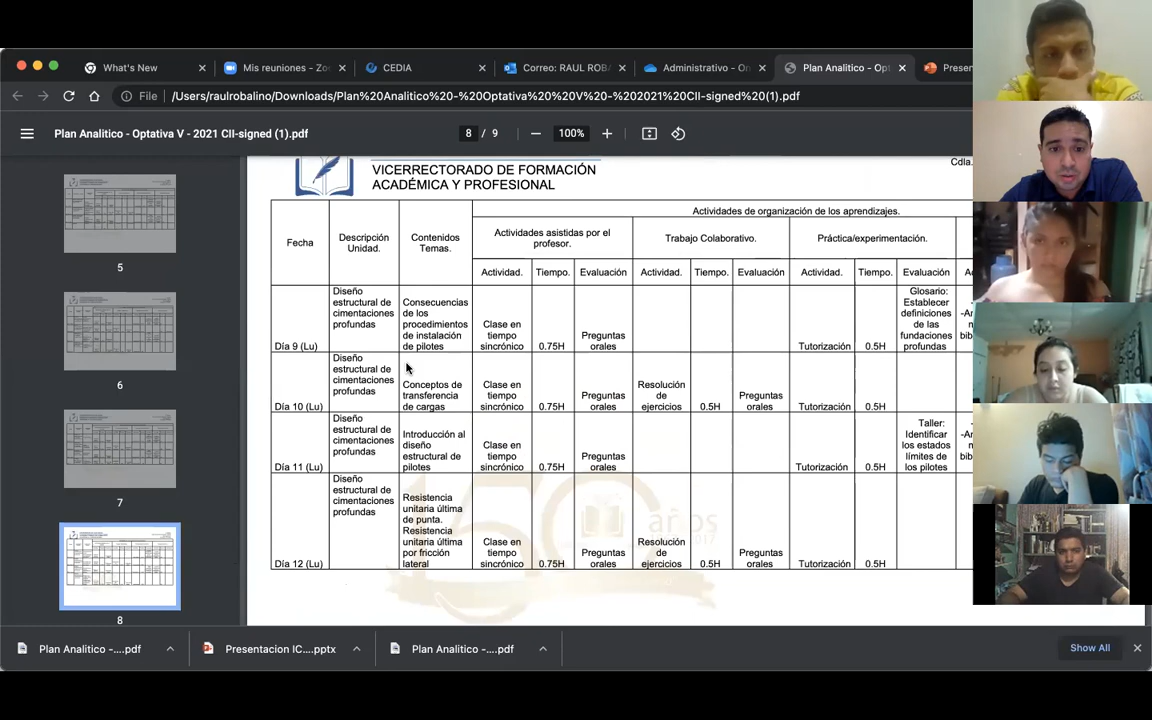 What's New
Mis reuniones - Zoo
CEDIA
Correo: RAUL ROBA
Administrativo - On
Plan Analitico - Opt
Presen
File
/Users/raulrobalino/Downloads/Plan%20Analitico%20-%20Optativa%20%20V%20-%202021%20CII-signed%20(1).pdf
Plan Analitico - Optativa V - 2021 CII-signed (1).pdf
8 / 9
100%
5
6
7
8
VICERRECTORADO DE FORMACIÓN
ACADÉMICA Y PROFESIONAL
Cdla.
Fecha
Descripción
Unidad.
Contenidos
Temas.
Actividades de organización de los aprendizajes.
Actividades asistidas por el
profesor.
Trabajo Colaborativo.
Práctica/experimentación.
Actividad. Tiempo. Evaluación Actividad. Tiempo. Evaluación Actividad. Tiempo. Evaluación
Día 9 (Lu)
Diseño
estructural de
cimentaciones
profundas
Consecuencias
de los
procedimientos
de instalación
de pilotes
Clase en
tiempo
sincrónico
0.75H
Preguntas
orales
Tutorización
0.5H
Glosario:
Establecer
definiciones
de las
fundaciones
profundas
Día 10 (Lu)
Diseño
estructural de
cimentaciones
profundas
Conceptos de
transferencia
de cargas
Clase en
tiempo
sincrónico
0.75H
Preguntas
orales
Resolución
de
ejercicios
0.5H
Preguntas
orales
Tutorización
0.5H
Día 11 (Lu)
Diseño
estructural de
cimentaciones
profundas
Introducción al
diseño
estructural de
pilotes
Clase en
tiempo
sincrónico
0.75H
Preguntas
orales
Tutorización
0.5H
Taller:
Identificar
los estados
límites de
los pilotes
Día 12 (Lu)
Diseño
estructural de
cimentaciones
profundas
Resistencia
unitaria última
de punta.
Resistencia
unitaria última
por fricción
lateral
Clase en
tiempo
sincrónico
0.75H
Preguntas
orales
Resolución
de
ejercicios
0.5H
Preguntas
orales
Tutorización
0.5H
150 años
Plan Analitico -....pdf
Presentacion IC....pptx
Plan Analitico -....pdf
Show All